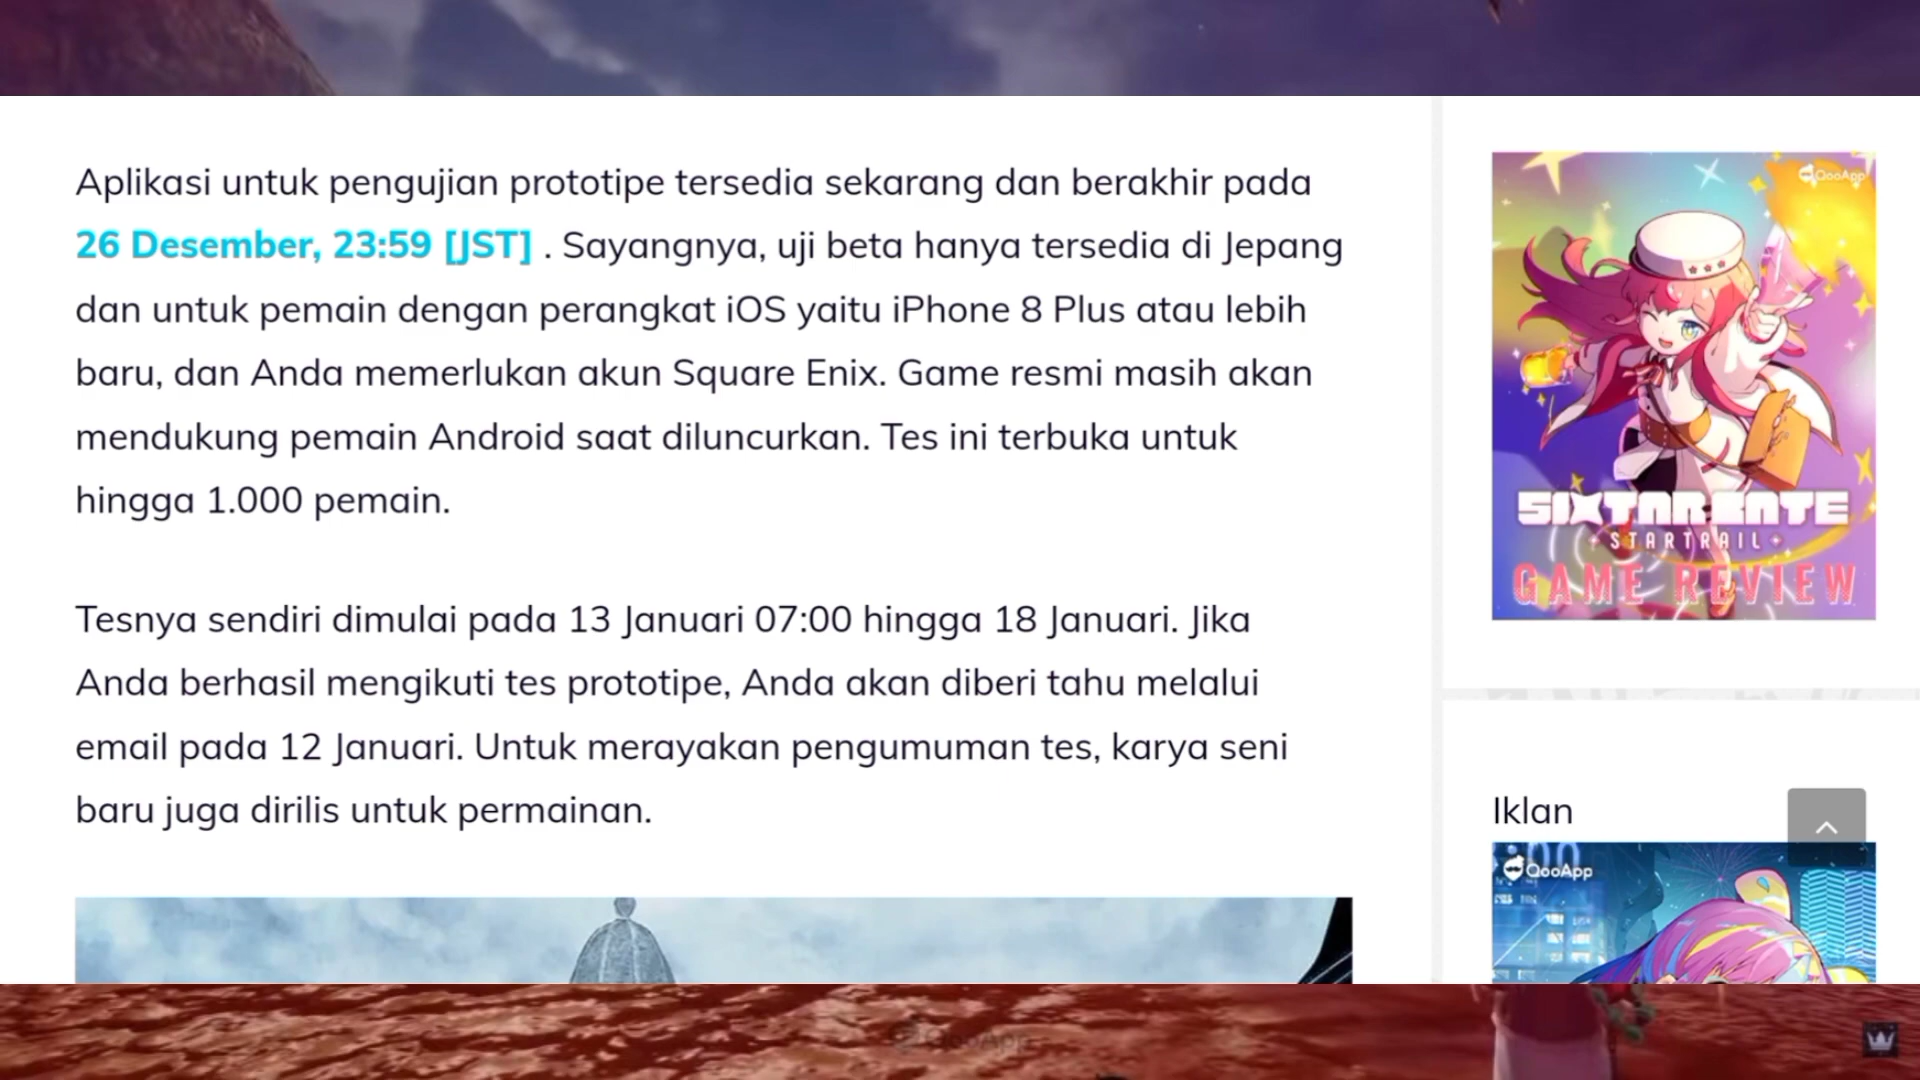 Aplikasi untuk pengujian prototipe tersedia sekarang dan berakhir pada
26 Desember, 23:59 [JST] . Sayangnya, uji beta hanya tersedia di Jepang
dan untuk pemain dengan perangkat iOS yaitu iPhone 8 Plus atau lebih
baru, dan Anda memerlukan akun Square Enix. Game resmi masih akan
mendukung pemain Android saat diluncurkan. Tes ini terbuka untuk
hingga 1.000 pemain.
Tesnya sendiri dimulai pada 13 Januari 07:00 hingga 18 Januari. Jika
Anda berhasil mengikuti tes prototipe, Anda akan diberi tahu melalui
email pada 12 Januari. Untuk merayakan pengumuman tes, karya seni
baru juga dirilis untuk permainan.
QooApp
SIXTAR GATE
STARTRAIL
GAME REVIEW
Iklan
QooApp
QooApp